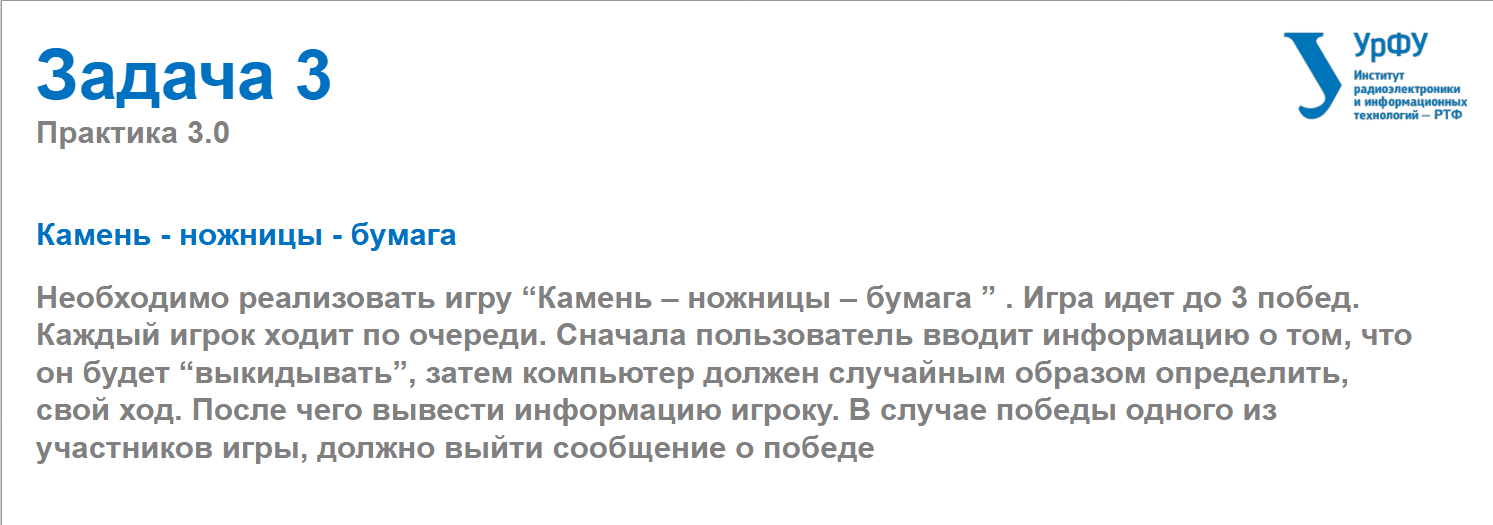 Задача 3
Практика 3.0
УрФУ
Институт
радиоэлектроники
и информационных
технологий – РТФ
Камень - ножницы - бумага
Необходимо реализовать игру “Камень – ножницы – бумага ” . Игра идет до 3 побед.
Каждый игрок ходит по очереди. Сначала пользователь вводит информацию о том, что
он будет “выкидывать”, затем компьютер должен случайным образом определить,
свой ход. После чего вывести информацию игроку. В случае победы одного из
участников игры, должно выйти сообщение о победе